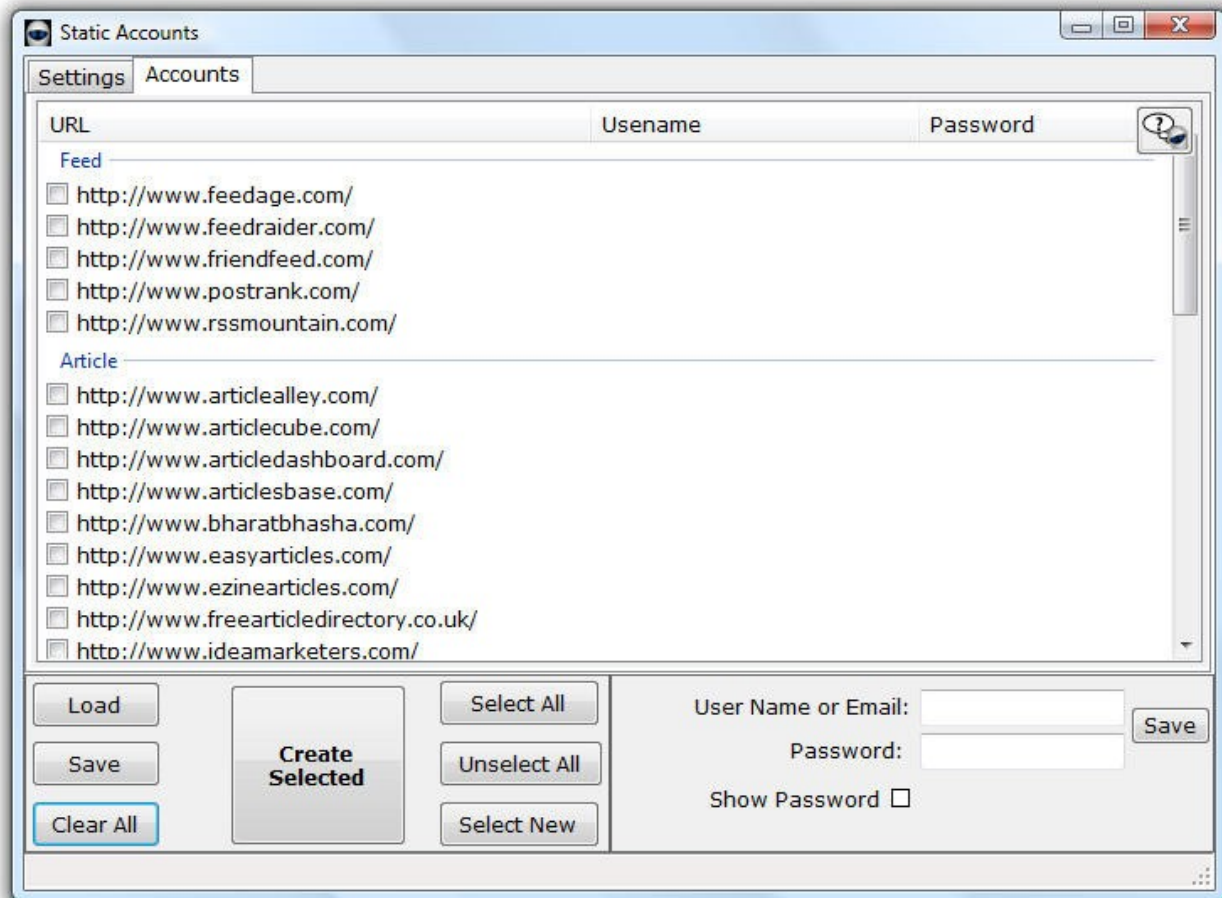 Static Accounts
Settings Accounts
URL Usename Password
Feed
http://www.feedage.com/
http://www.feedraider.com/
http://www.friendfeed.com/
http://www.postrank.com/
http://www.rssmountain.com/
Article
http://www.articlealley.com/
http://www.articlecube.com/
http://www.articledashboard.com/
http://www.articlesbase.com/
http://www.bharatbhasha.com/
http://www.easyarticles.com/
http://www.ezinearticles.com/
http://www.freearticledirectory.co.uk/
http://www.ideamarketers.com/
Load
Save
Clear All
Create
Selected
Select All
Unselect All
Select New
User Name or Email:
Password:
Show Password
Save